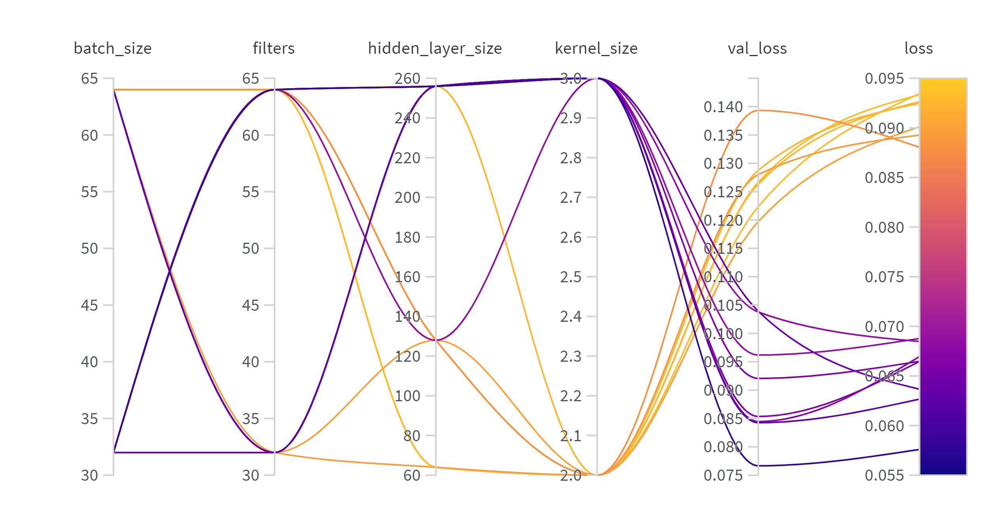 batch_size filters hidden_layer_size kernel_size val_loss loss
65 65 260 3.0 0.095
0.140
240 2.9
0.090
60 60 0.135
220 2.8
0.130
0.085
55 55 0.125
200 2.7
0.120
0.080
180 2.6
50 50 0.115
160 2.5 0.110 0.075
45 45 0.105
140 2.4
0.070
0.100
120 2.3
40 40 0.095
0.065
0.090
100 2.2
35 35 0.085
0.060
80 2.1
0.080
30 30 60 2.0 0.075 0.055